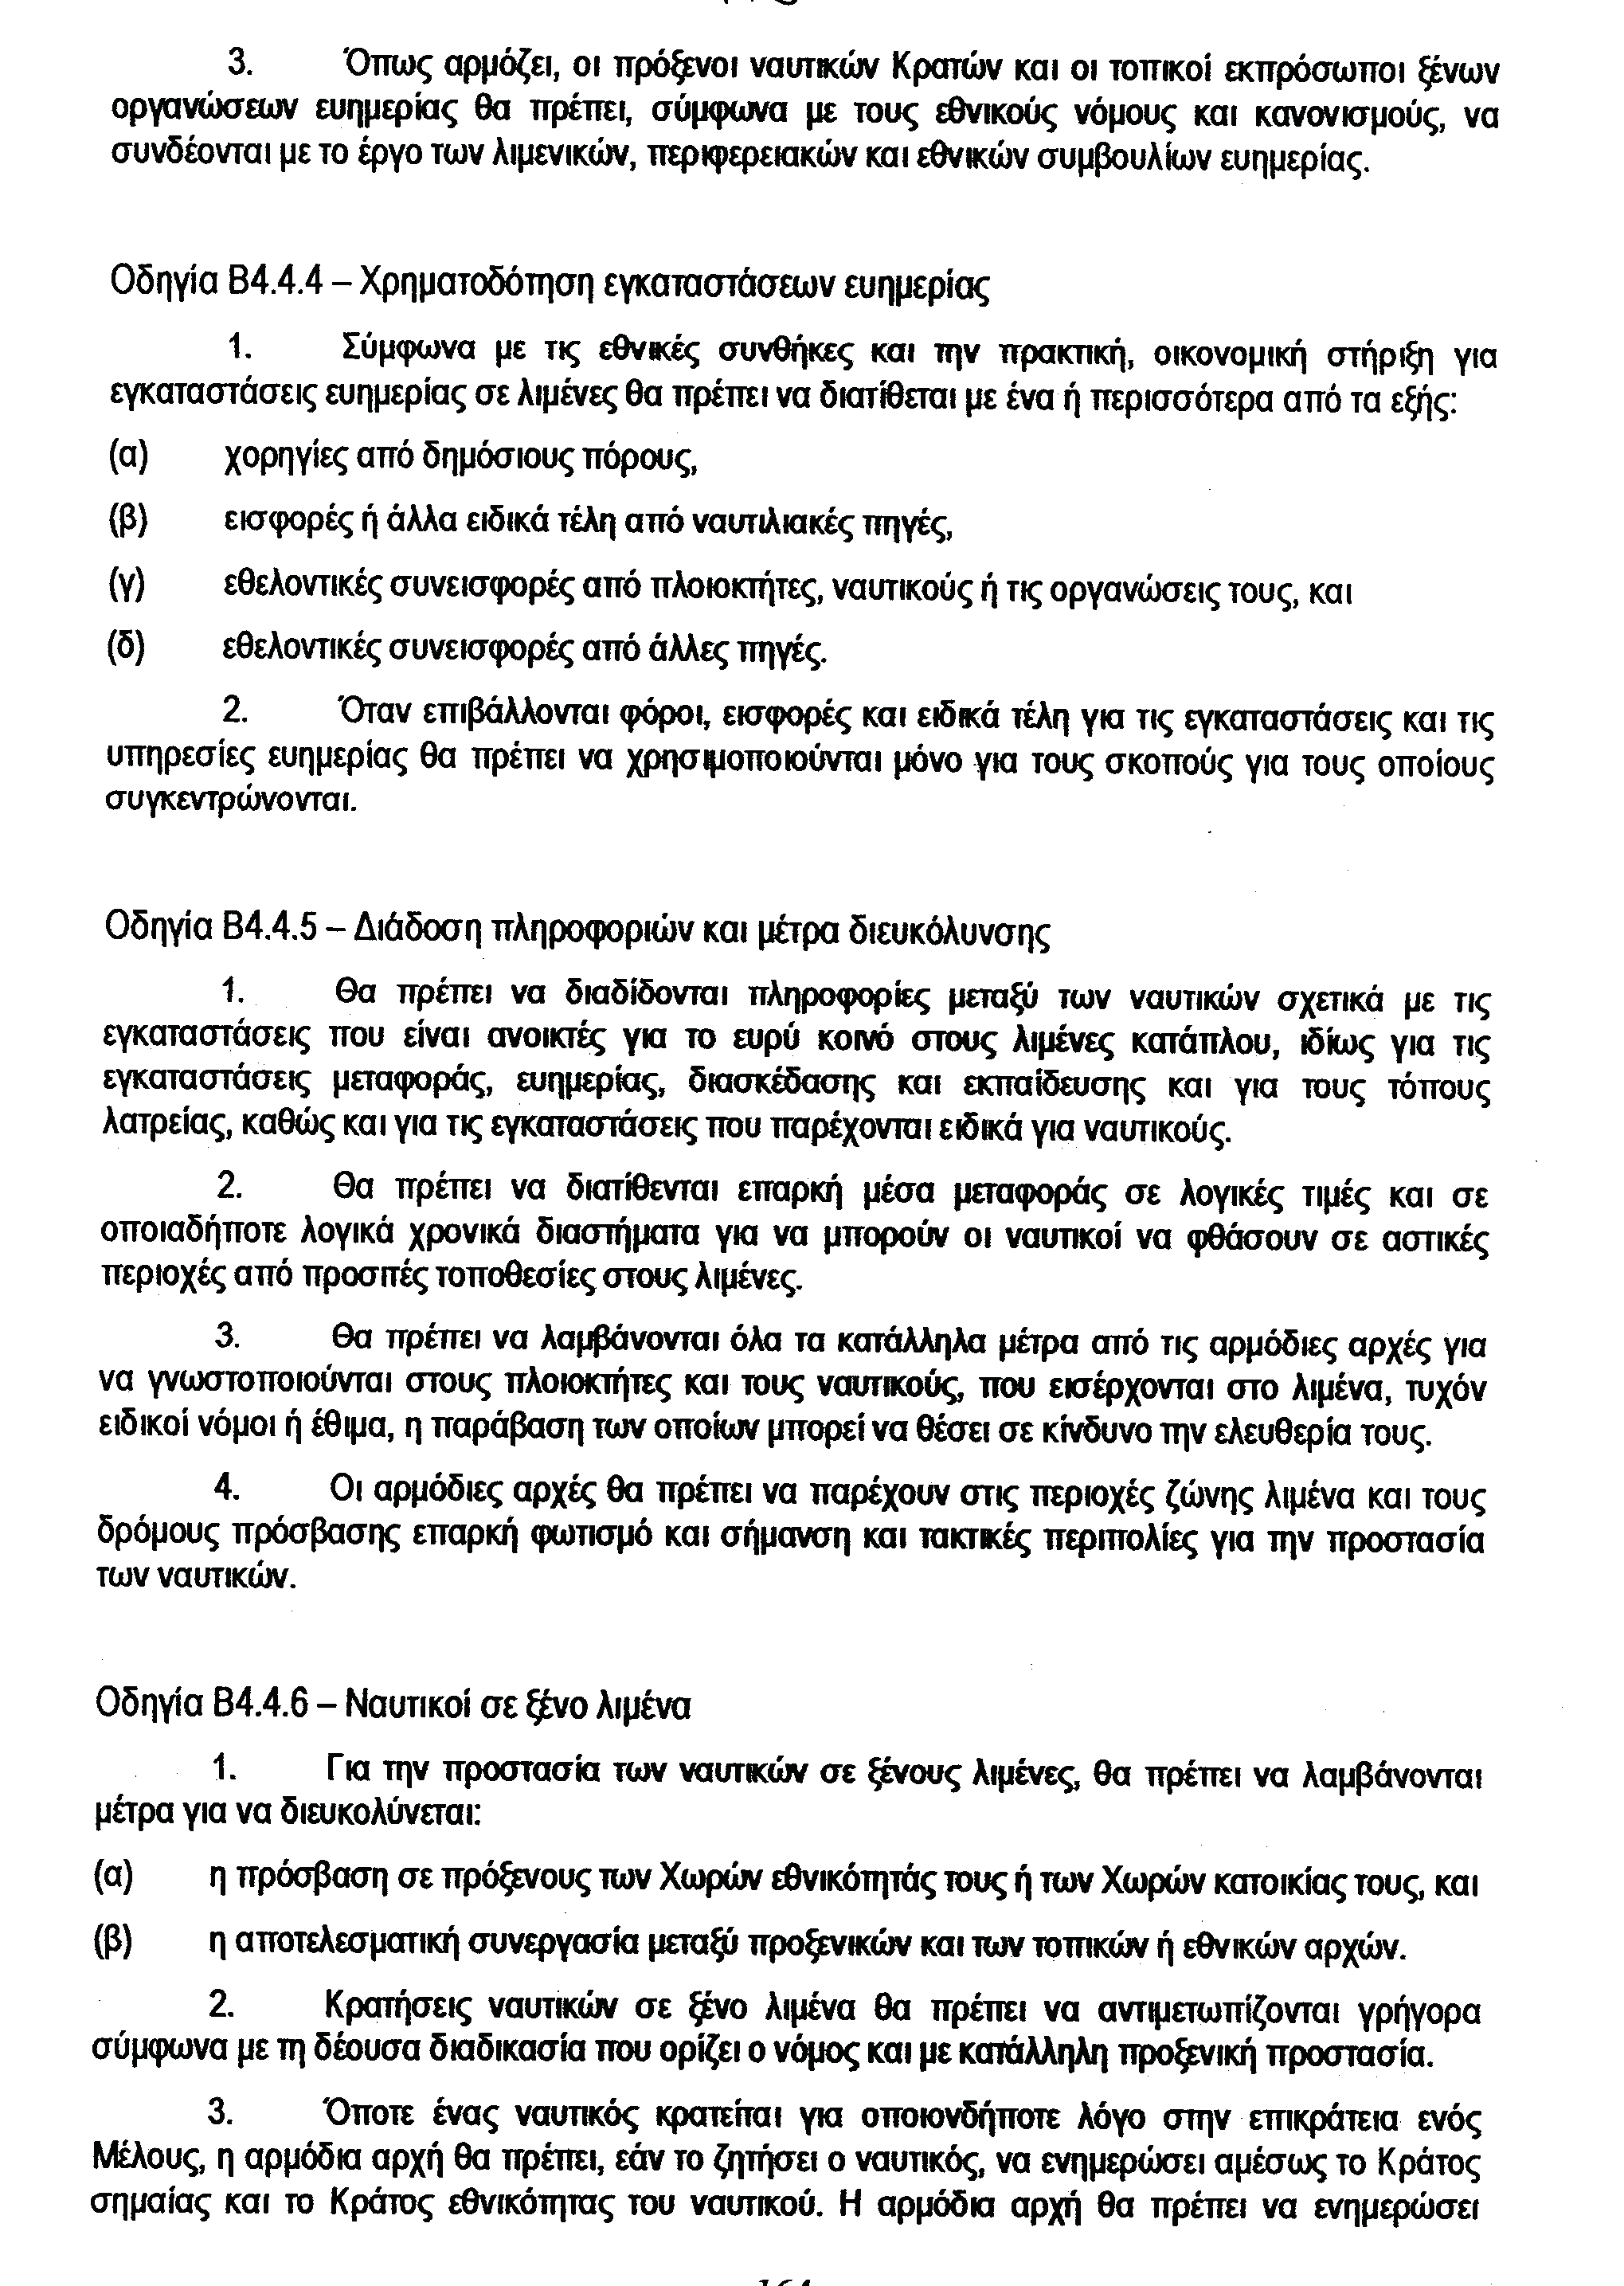 3. Όπως αρμόζει, οι πρόξενοι ναυτικών Κρατών και οι τοπικοί εκπρόσωποι ξένων
οργανώσεων ευημερίας θα πρέπει, σύμφωνα με τους εθνικούς νόμους και κανονισμούς, να
συνδέονται με το έργο των λιμενικών, περιφερειακών και εθνικών συμβουλίων ευημερίας.
Οδηγία Β4.4.4 – Χρηματοδότηση εγκαταστάσεων ευημερίας
1. Σύμφωνα με τις εθνικές συνθήκες και την πρακτική, οικονομική στήριξη για
εγκαταστάσεις ευημερίας σε λιμένες θα πρέπει να διατίθεται με ένα ή περισσότερα από τα εξής:
(α) χορηγίες από δημόσιους πόρους,
(β) εισφορές ή άλλα ειδικά τέλη από ναυτιλιακές πηγές,
(γ) εθελοντικές συνεισφορές από πλοιοκτήτες, ναυτικούς ή τις οργανώσεις τους, και
(δ) εθελοντικές συνεισφορές από άλλες πηγές.
2. Όταν επιβάλλονται φόροι, εισφορές και ειδικά τέλη για τις εγκαταστάσεις και τις
υπηρεσίες ευημερίας θα πρέπει να χρησιμοποιούνται μόνο για τους σκοπούς για τους οποίους
συγκεντρώνονται.
Οδηγία Β4.4.5 – Διάδοση πληροφοριών και μέτρα διευκόλυνσης
1. Θα πρέπει να διαδίδονται πληροφορίες μεταξύ των ναυτικών σχετικά με τις
εγκαταστάσεις που είναι ανοικτές για το ευρύ κοινό στους λιμένες κατάπλου, ιδίως για τις
εγκαταστάσεις μεταφοράς, ευημερίας, διασκέδασης και εκπαίδευσης και για τους τόπους
λατρείας, καθώς και για τις εγκαταστάσεις που παρέχονται ειδικά για ναυτικούς.
2. Θα πρέπει να διατίθενται επαρκή μέσα μεταφοράς σε λογικές τιμές και σε
οποιαδήποτε λογικά χρονικά διαστήματα για να μπορούν οι ναυτικοί να φθάσουν σε αστικές
περιοχές από προσιτές τοποθεσίες στους λιμένες.
3. Θα πρέπει να λαμβάνονται όλα τα κατάλληλα μέτρα από τις αρμόδιες αρχές για
να γνωστοποιούνται στους πλοιοκτήτες και τους ναυτικούς, που εισέρχονται στο λιμένα, τυχόν
ειδικοί νόμοι ή έθιμα, η παράβαση των οποίων μπορεί να θέσει σε κίνδυνο την ελευθερία τους.
4. Οι αρμόδιες αρχές θα πρέπει να παρέχουν στις περιοχές ζώνης λιμένα και τους
δρόμους πρόσβασης επαρκή φωτισμό και σήμανση και τακτικές περιπολίες για την προστασία
των ναυτικών.
Οδηγία Β4.4.6 – Ναυτικοί σε ξένο λιμένα
1. Για την προστασία των ναυτικών σε ξένους λιμένες, θα πρέπει να λαμβάνονται
μέτρα για να διευκολύνεται:
(α) η πρόσβαση σε πρόξενους των Χωρών εθνικότητάς τους ή των Χωρών κατοικίας τους, και
(β) η αποτελεσματική συνεργασία μεταξύ προξενικών και των τοπικών ή εθνικών αρχών.
2. Κρατήσεις ναυτικών σε ξένο λιμένα θα πρέπει να αντιμετωπίζονται γρήγορα
σύμφωνα με τη δέουσα διαδικασία που ορίζει ο νόμος και με κατάλληλη προξενική προστασία.
3. Όποτε ένας ναυτικός κρατείται για οποιονδήποτε λόγο στην επικράτεια ενός
Μέλους, η αρμόδια αρχή θα πρέπει, εάν το ζητήσει ο ναυτικός, να ενημερώσει αμέσως το Κράτος
σημαίας και το Κράτος εθνικότητας του ναυτικού. Η αρμόδια αρχή θα πρέπει να ενημερώσει